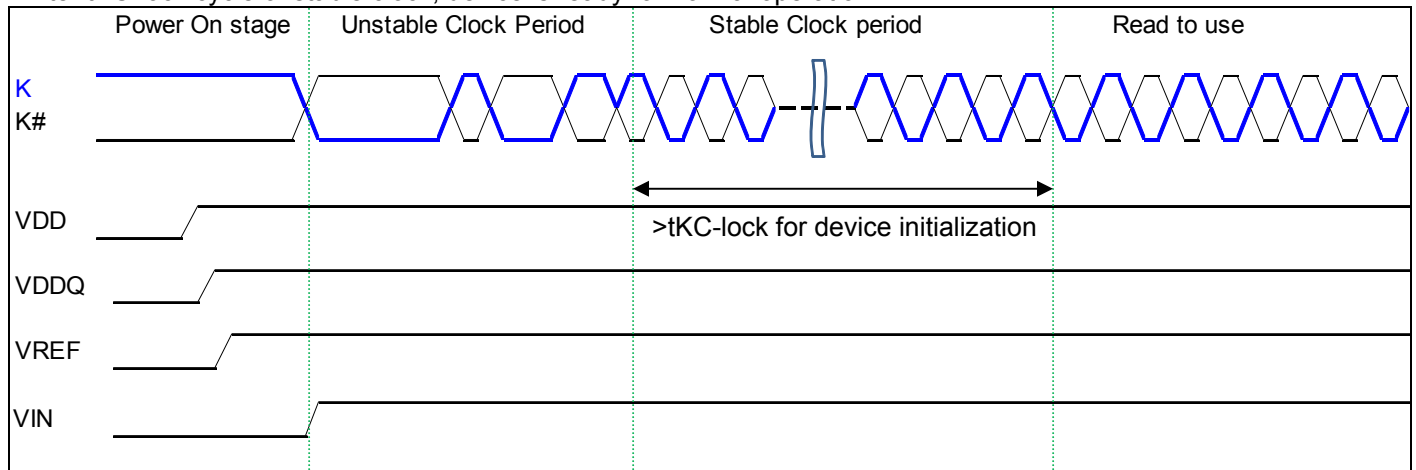 Power On stage Unstable Clock Period Stable Clock period Read to use
K
K#
VDD
>tKC-lock for device initialization
VDDQ
VREF
VIN